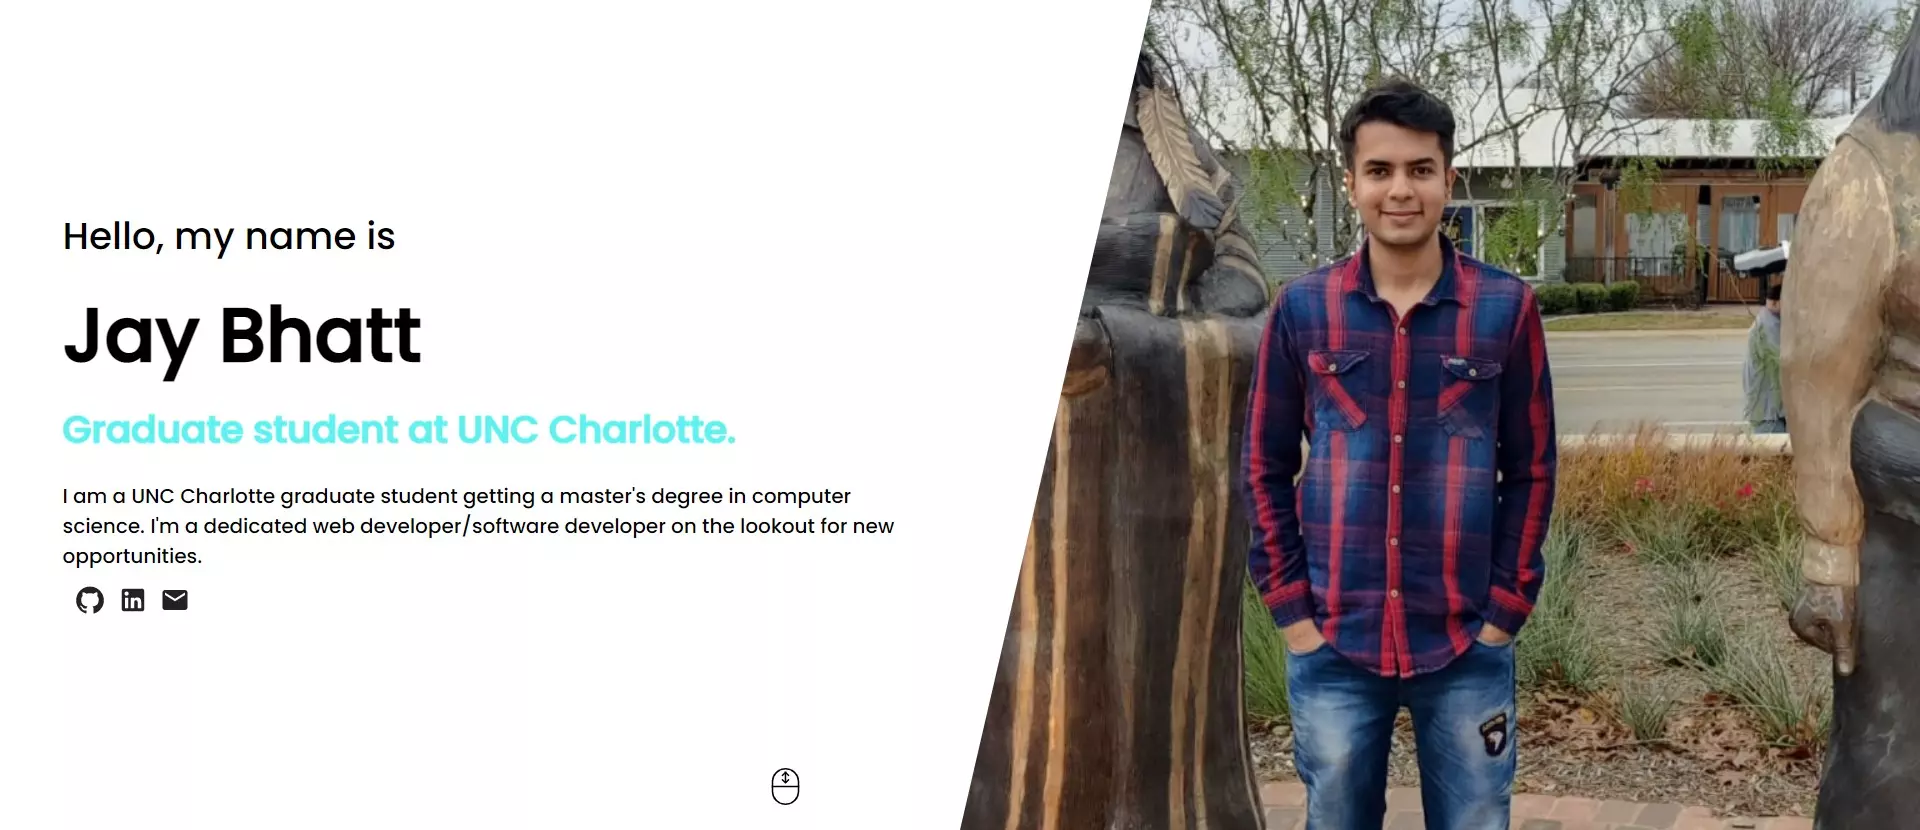 Hello, my name is
Jay Bhatt
Graduate student at UNC Charlotte.
I am a UNC Charlotte graduate student getting a master's degree in computer
science. I'm a dedicated web developer/software developer on the lookout for new
opportunities.
in